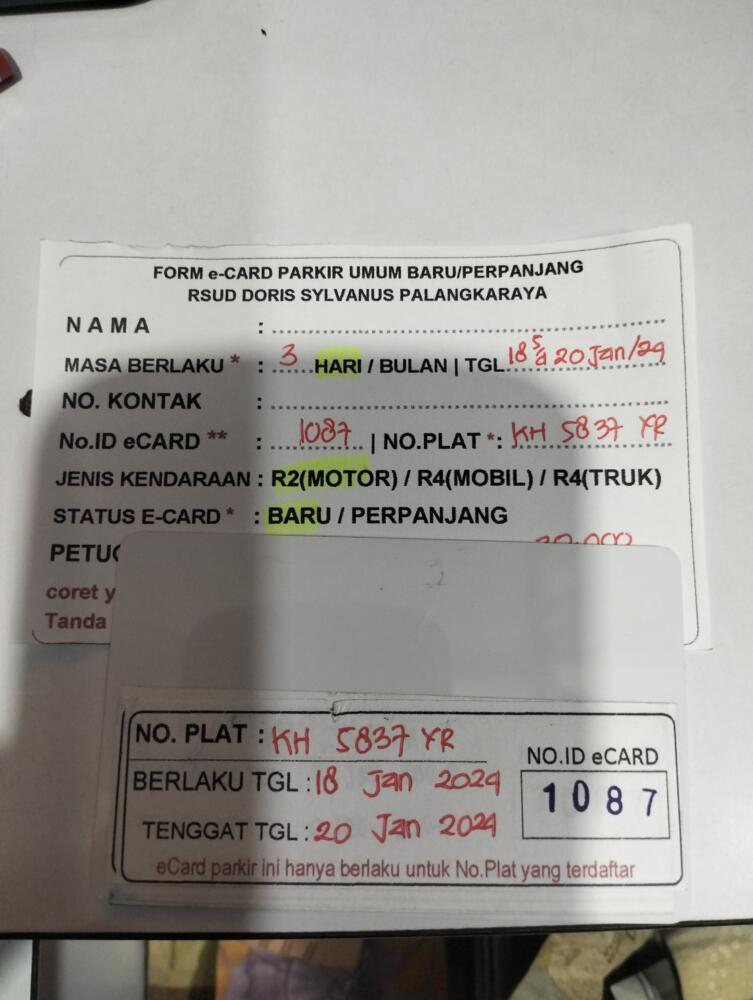 FORM e-CARD PARKIR UMUM BARU/PERPANJANG
RSUD DORIS SYLVANUS PALANGKARAYA
NAMA :
MASA BERLAKU * : 3 HARI / BULAN | TGL. 18 s/d 20 Jan/24
NO. KONTAK :
No.ID eCARD ** : 1087 | NO.PLAT *: KH 5837 YR
JENIS KENDARAAN : R2(MOTOR) / R4(MOBIL) / R4(TRUK)
STATUS E-CARD * : BARU / PERPANJANG
coret
Tanda
NO. PLAT : KH 5837 YR
BERLAKU TGL : 18 Jan 2024
TENGGAT TGL : 20 Jan 2024
NO.ID eCARD
1087
eCard parkir ini hanya berlaku untuk No.Plat yang terdaftar